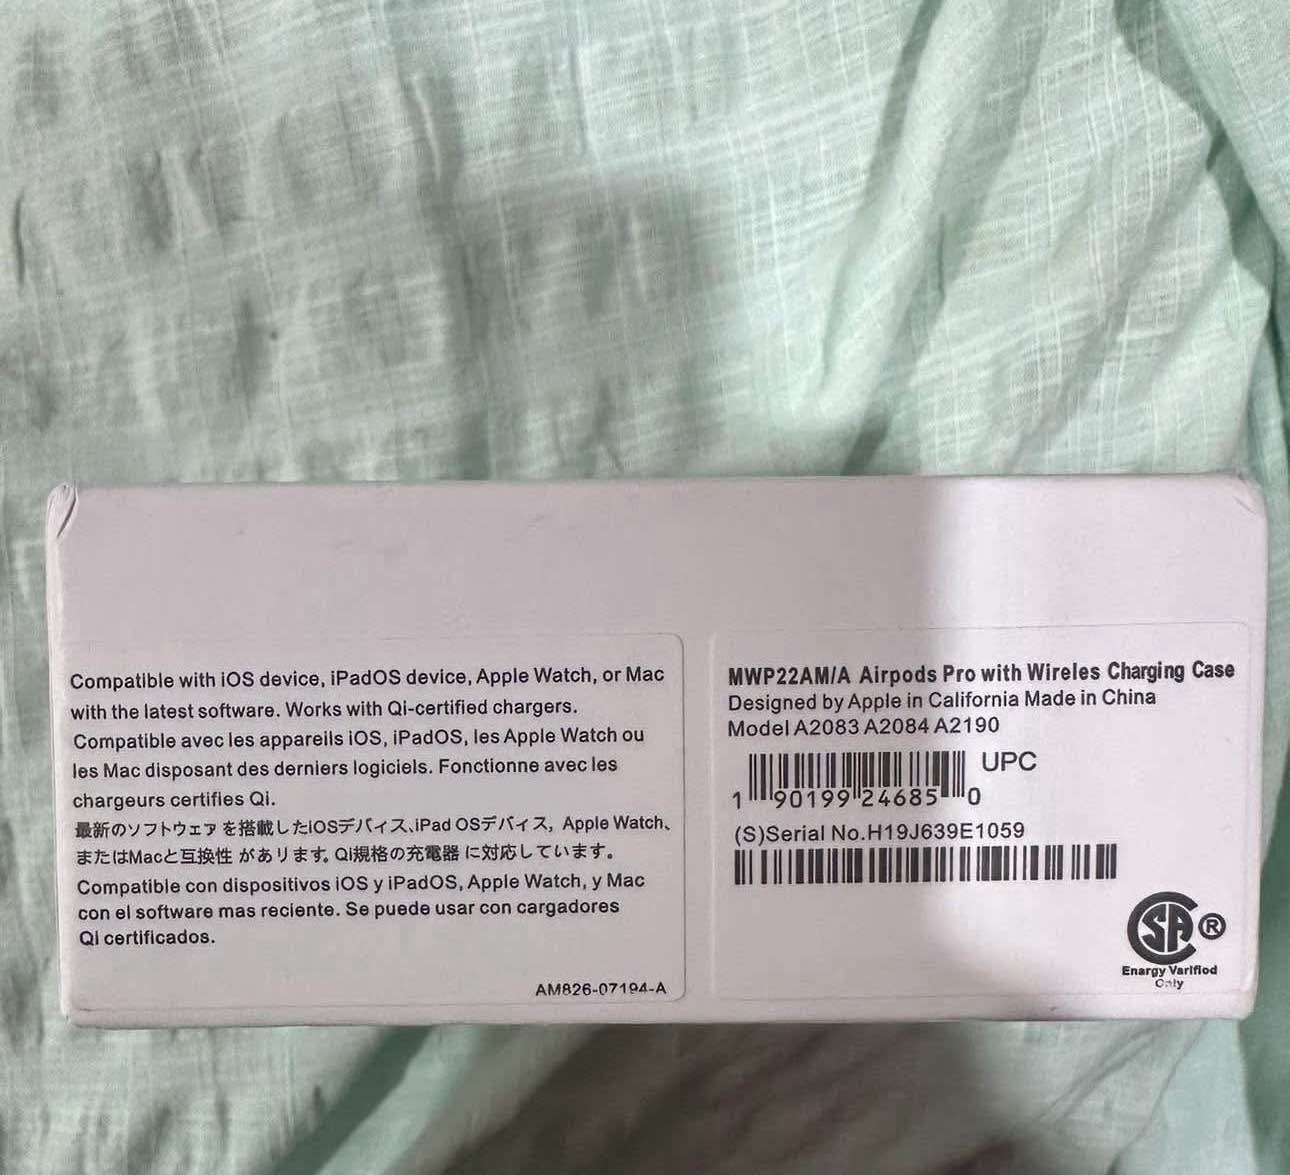 Compatible with iOS device, iPadOS device, Apple Watch, or Mac
with the latest software. Works with Qi-certified chargers.
Compatible avec les appareils iOS, iPadOS, les Apple Watch ou
les Mac disposant des derniers logiciels. Fonctionne avec les
chargeurs certifies Qi.
最新のソフトウェァを搭載したiOSデバイス、iPad OSデバイス, Apple Watch、
またはMacと互換性 があリます。Qi規格の充電器 に対応しています。
Compatible con dispositivos iOS y iPadOS, Apple Watch, y Mac
con el software mas reciente. Se puede usar con cargadores
Qi certificados.
AM826-07194-A
MWP22AM/A Airpods Pro with Wireles Charging Case
Designed by Apple in California Made in China
Model A2083 A2084 A2190
UPC
1 90199 24685 0
(S)Serial No.H19J639E1059
SA ®
Enargy Varifiod
Only